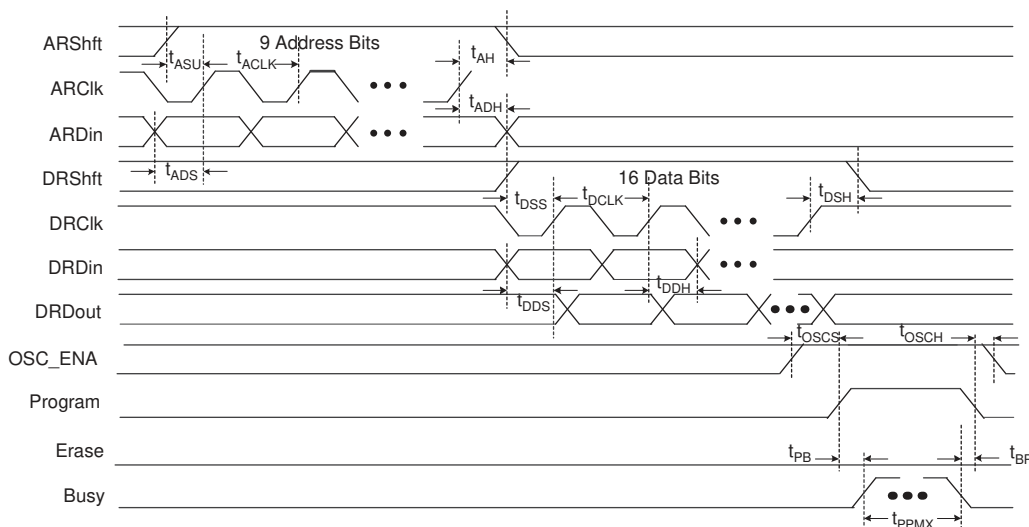 ARShft
9 Address Bits
tASU
tACLK
tAH
ARClk
tADH
ARDin
tADS
DRShft
16 Data Bits
tDSS
tDCLK
tDSH
DRClk
DRDin
tDDS
tDDH
DRDout
tOSCS
tOSCH
OSC_ENA
Program
Erase
tPB
tBP
Busy
tPPMX